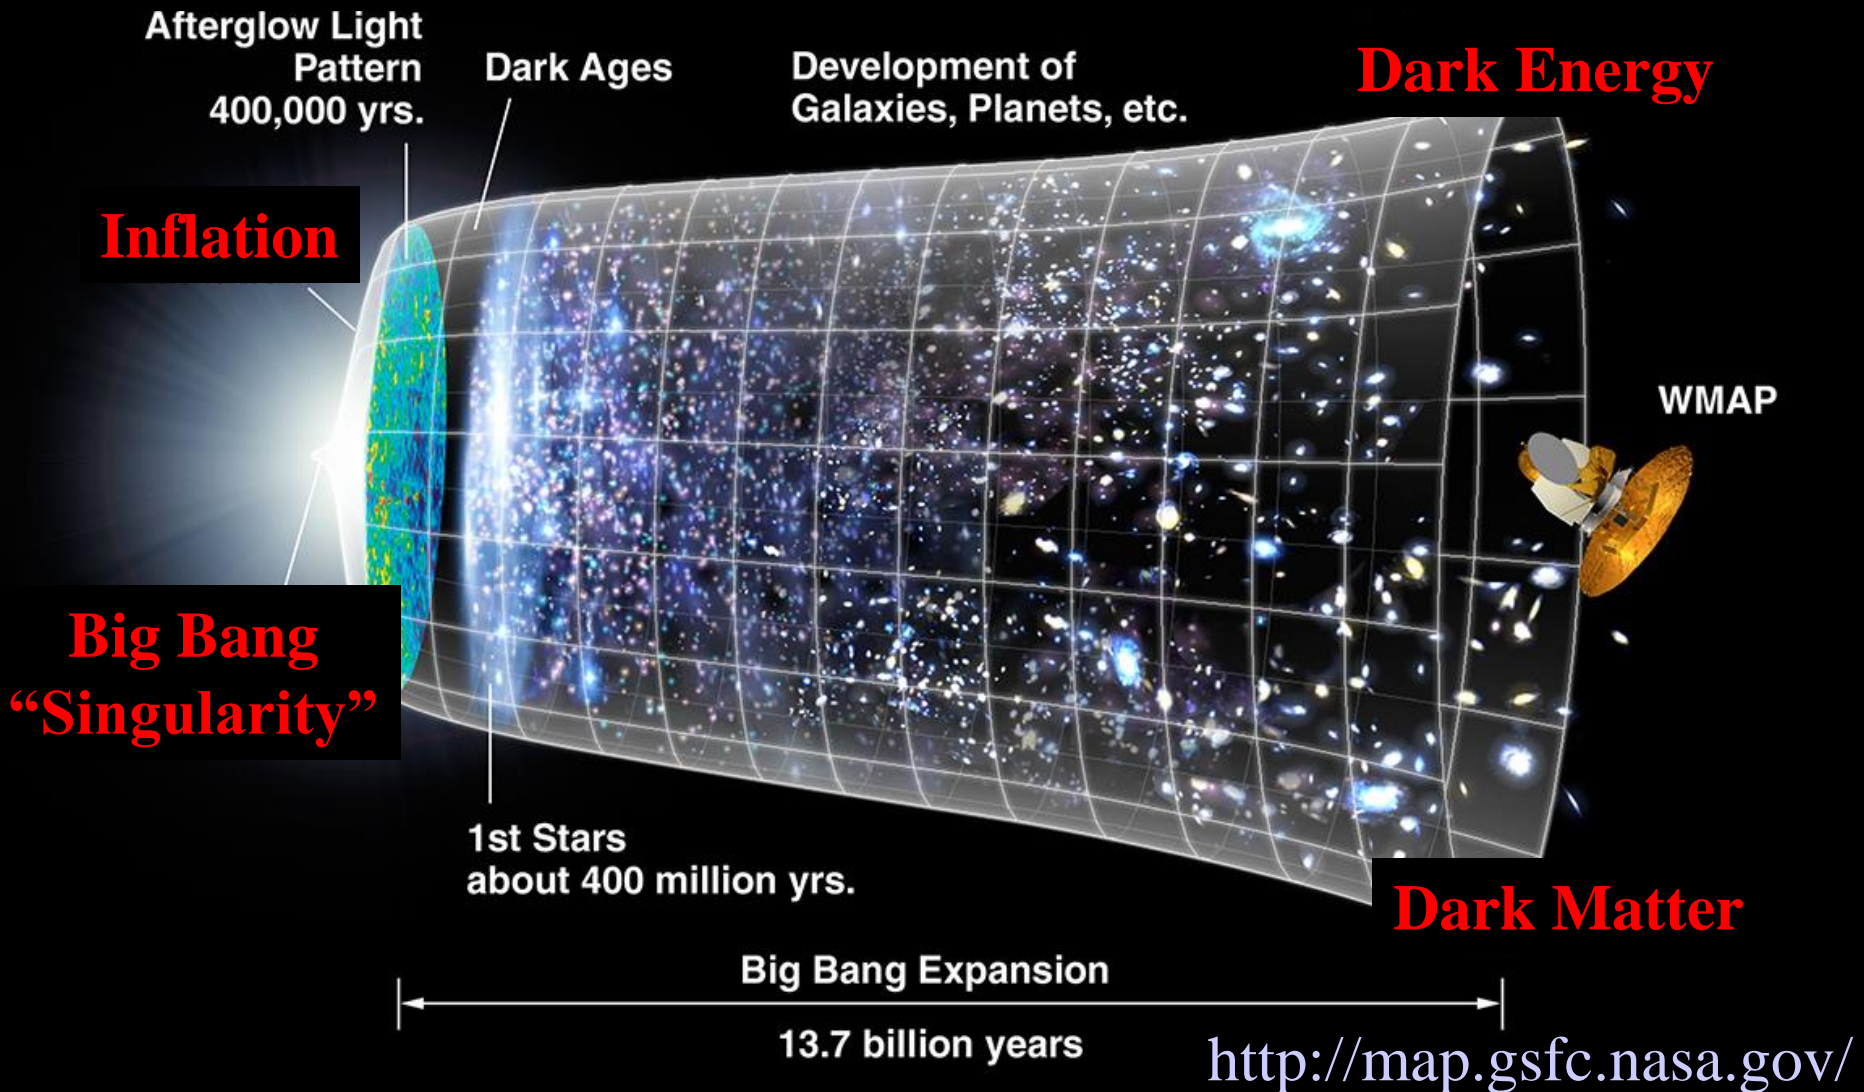 Afterglow Light
Pattern
400,000 yrs.
Dark Ages
Development of
Galaxies, Planets, etc.
Dark Energy
Inflation
WMAP
Big Bang
“Singularity”
1st Stars
about 400 million yrs.
Dark Matter
Big Bang Expansion
13.7 billion years
http://map.gsfc.nasa.gov/